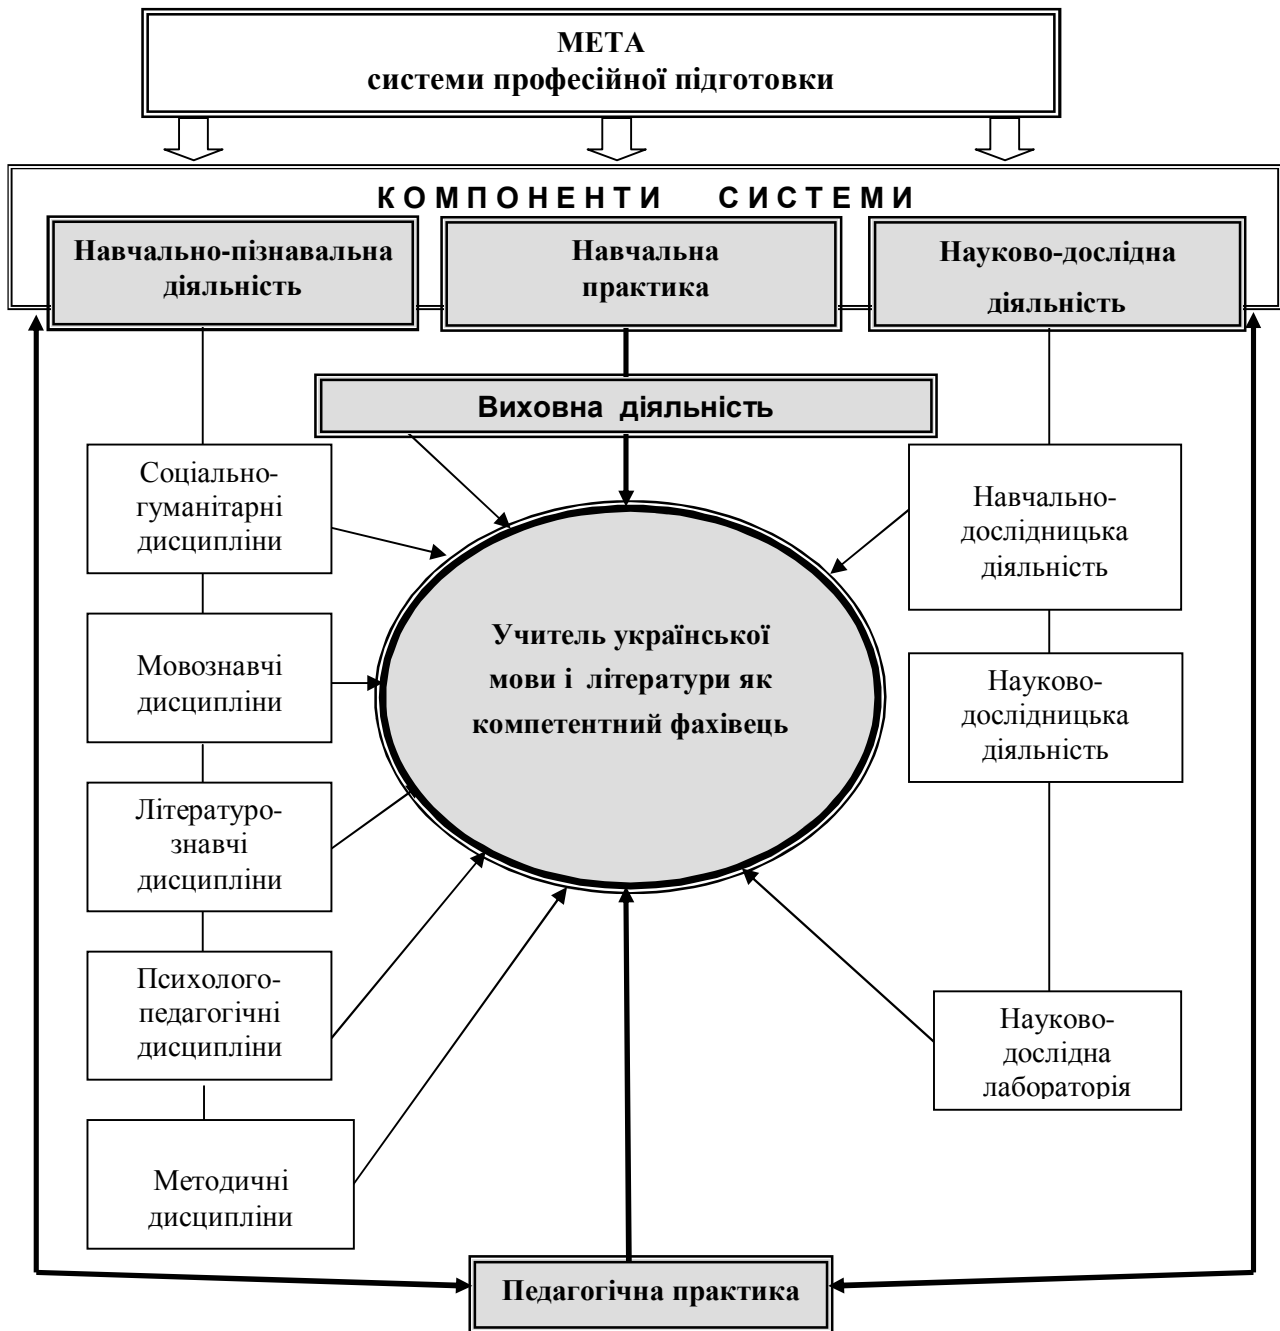 МЕТА
системи професійної підготовки
КОМПОНЕНТИ СИСТЕМИ
Навчально-пізнавальна
діяльність
Навчальна
практика
Науково-дослідна
діяльність
Виховна діяльність
Соціально-
гуманітарні
дисципліни
Мовознавчі
дисципліни
Літературо-
знавчі
дисципліни
Психолого-
педагогічні
дисципліни
Методичні
дисципліни
Учитель української
мови і літератури як
компетентний фахівець
Навчально-
дослідницька
діяльність
Науково-
дослідницька
діяльність
Науково-
дослідна
лабораторія
Педагогічна практика